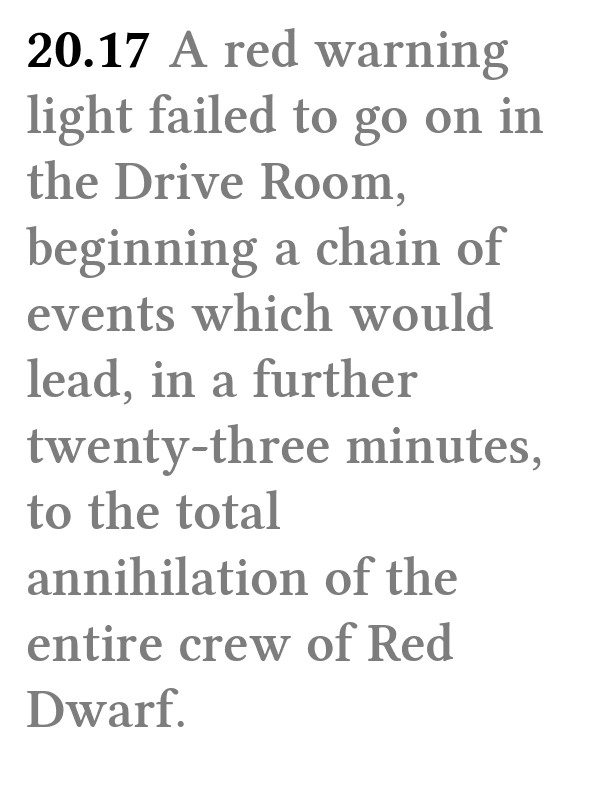 20.17 A red warning
light failed to go on in
the Drive Room,
beginning a chain of
events which would
lead, in a further
twenty-three minutes,
to the total
annihilation of the
entire crew of Red
Dwarf.